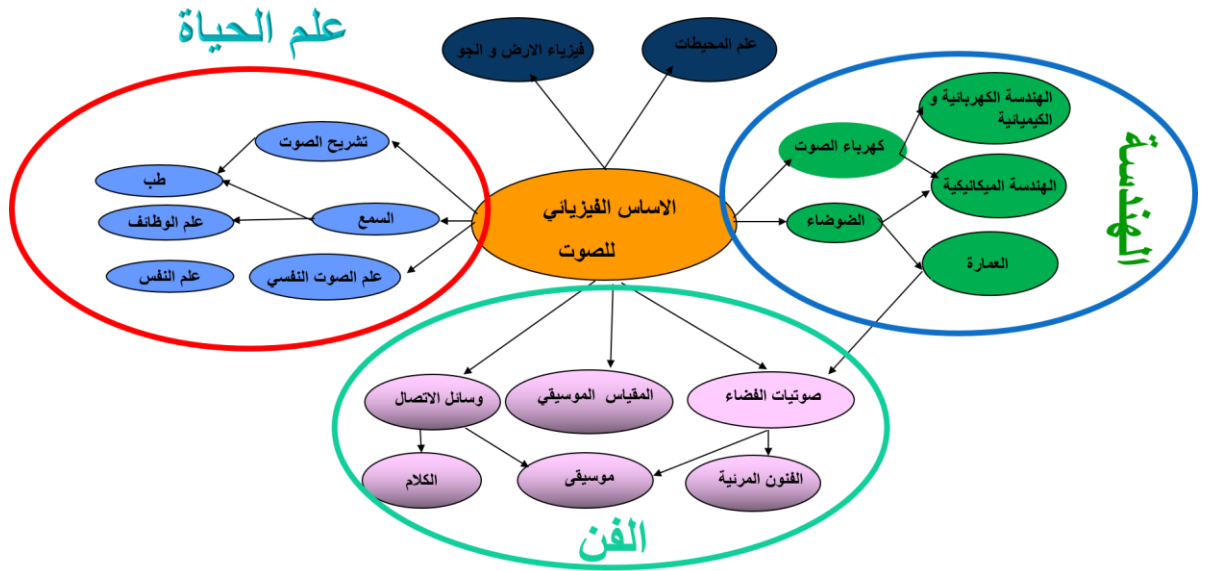 علم الحياة
علم المحيطات
فيزياء الارض و الجو
الهندسة
الهندسة الكهربائية و
الكيميائية
كهرباء الصوت
الهندسة الميكانيكية
الضوضاء
العمارة
الاساس الفيزيائي
للصوت
تشريح الصوت
طب
السمع
علم الوظائف
علم الصوت النفسي
علم النفس
صوتيات الفضاء
المقياس الموسيقي
وسائل الاتصال
الفنون المرئية
موسيقى
الكلام
الفن